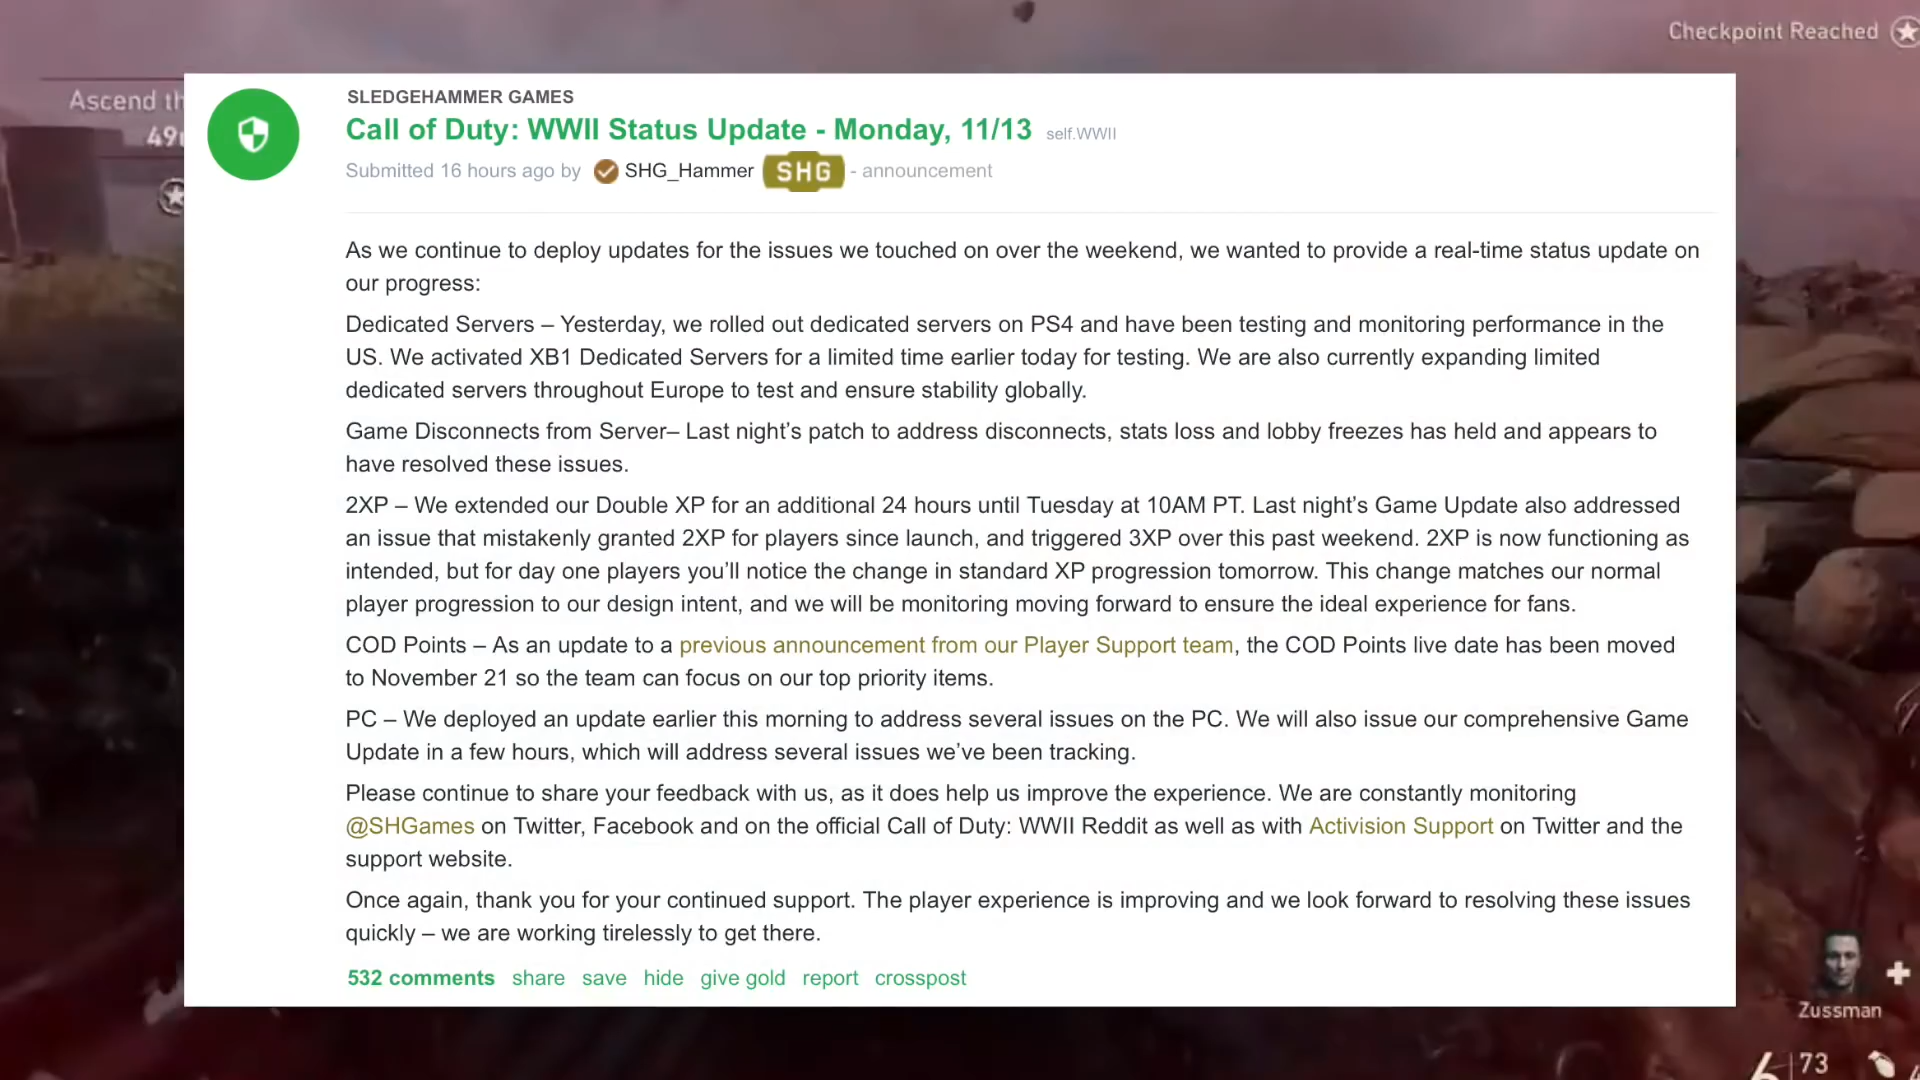 Checkpoint Reached
Ascend th
49
SLEDGEHAMMER GAMES
Call of Duty: WWII Status Update - Monday, 11/13 self.WWII
Submitted 16 hours ago by SHG_Hammer SHG - announcement
As we continue to deploy updates for the issues we touched on over the weekend, we wanted to provide a real-time status update on
our progress:
Dedicated Servers – Yesterday, we rolled out dedicated servers on PS4 and have been testing and monitoring performance in the
US. We activated XB1 Dedicated Servers for a limited time earlier today for testing. We are also currently expanding limited
dedicated servers throughout Europe to test and ensure stability globally.
Game Disconnects from Server– Last night’s patch to address disconnects, stats loss and lobby freezes has held and appears to
have resolved these issues.
2XP – We extended our Double XP for an additional 24 hours until Tuesday at 10AM PT. Last night’s Game Update also addressed
an issue that mistakenly granted 2XP for players since launch, and triggered 3XP over this past weekend. 2XP is now functioning as
intended, but for day one players you’ll notice the change in standard XP progression tomorrow. This change matches our normal
player progression to our design intent, and we will be monitoring moving forward to ensure the ideal experience for fans.
COD Points – As an update to a previous announcement from our Player Support team, the COD Points live date has been moved
to November 21 so the team can focus on our top priority items.
PC – We deployed an update earlier this morning to address several issues on the PC. We will also issue our comprehensive Game
Update in a few hours, which will address several issues we’ve been tracking.
Please continue to share your feedback with us, as it does help us improve the experience. We are constantly monitoring
@SHGames on Twitter, Facebook and on the official Call of Duty: WWII Reddit as well as with Activision Support on Twitter and the
support website.
Once again, thank you for your continued support. The player experience is improving and we look forward to resolving these issues
quickly – we are working tirelessly to get there.
532 comments share save hide give gold report crosspost
Zussman
6 73